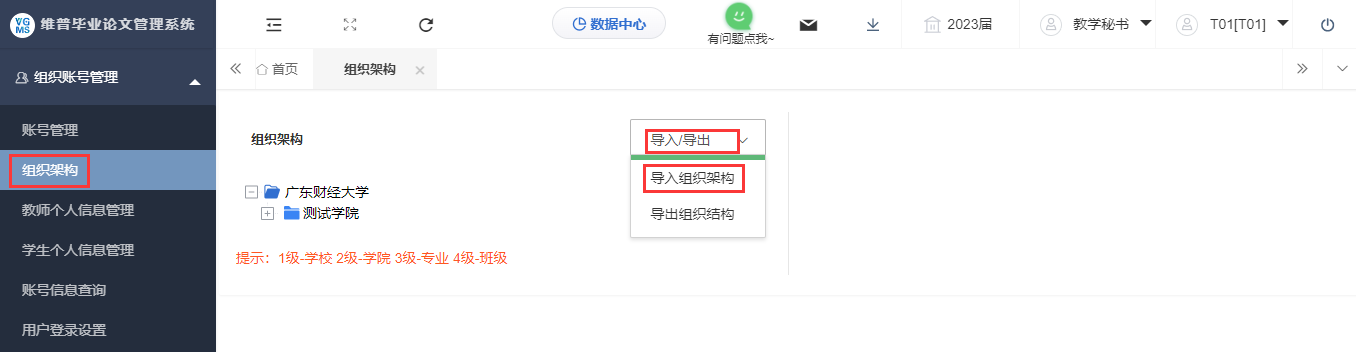 VGMS 维普毕业论文管理系统
数据中心
有问题点我~
2023届
教学秘书
T01[T01]
组织账号管理
首页
组织架构
账号管理
组织架构
教师个人信息管理
学生个人信息管理
账号信息查询
用户登录设置
组织架构
导入/导出
导入组织架构
导出组织结构
广东财经大学
测试学院
提示：1级-学校 2级-学院 3级-专业 4级-班级